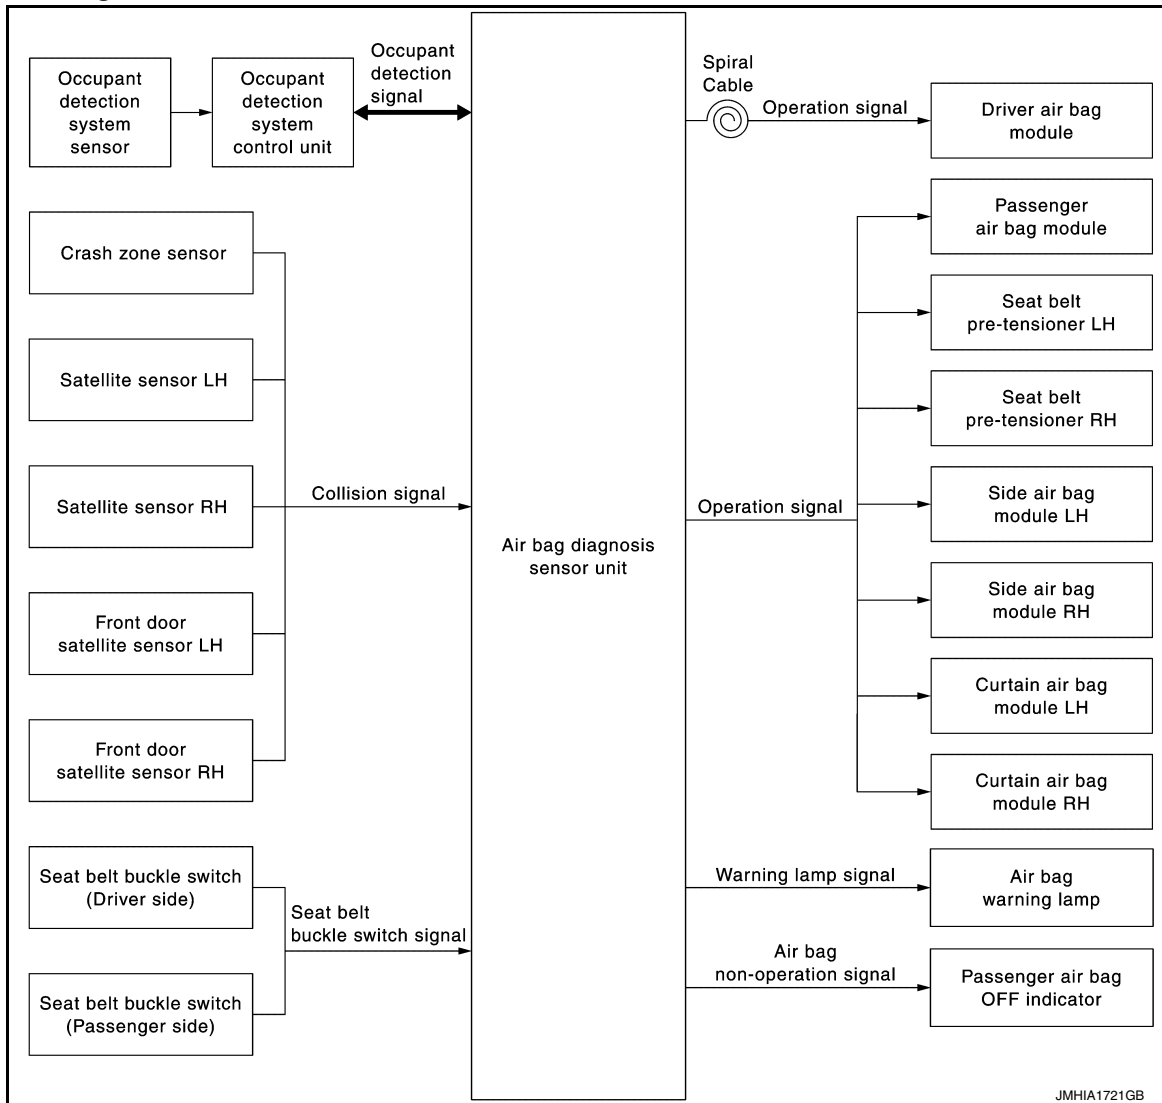 Occupant
detection
system
sensor
Occupant
detection
system
control unit
Occupant
detection
signal
Crash zone sensor
Satellite sensor LH
Satellite sensor RH
Front door
satellite sensor LH
Front door
satellite sensor RH
Collision signal
Seat belt buckle switch
(Driver side)
Seat belt buckle switch
(Passenger side)
Seat belt
buckle switch signal
Air bag diagnosis
sensor unit
Spiral
Cable
Operation signal
Driver air bag
module
Operation signal
Passenger
air bag module
Seat belt
pre-tensioner LH
Seat belt
pre-tensioner RH
Side air bag
module LH
Side air bag
module RH
Curtain air bag
module LH
Curtain air bag
module RH
Warning lamp signal
Air bag
warning lamp
Air bag
non-operation signal
Passenger air bag
OFF indicator
JMHIA1721GB